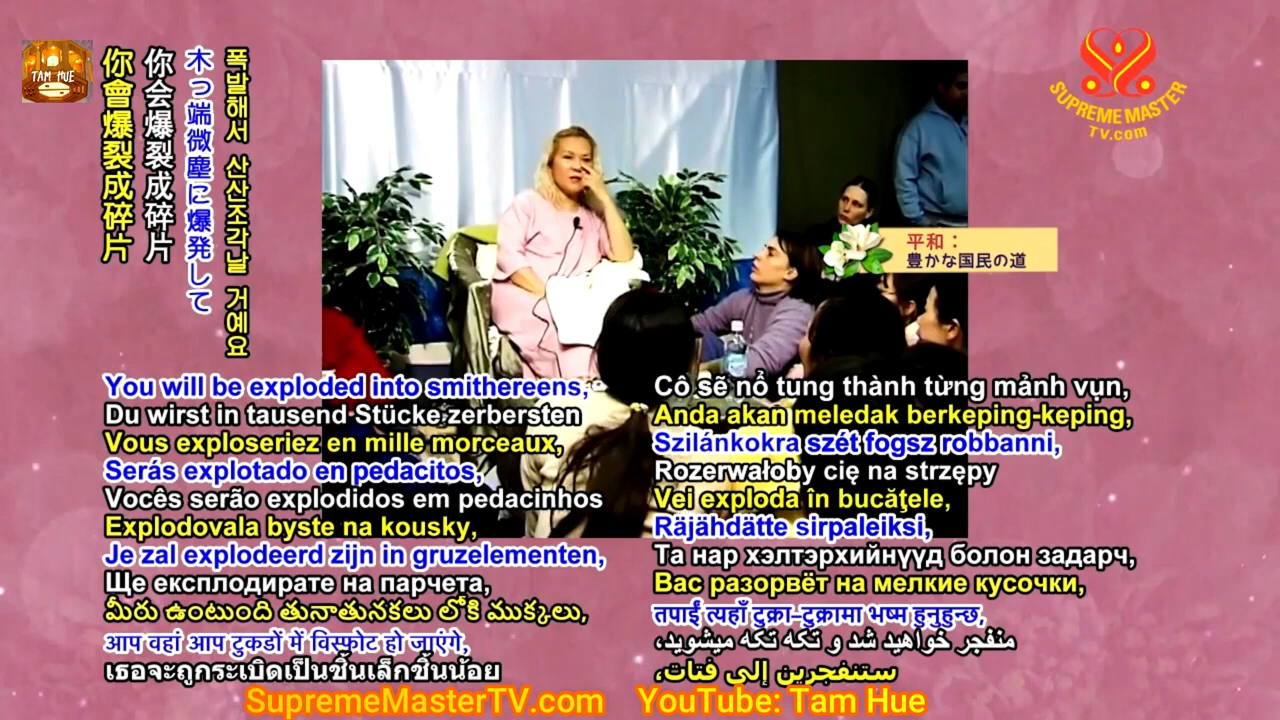 TAM HUE
你會爆裂成碎片
你会爆裂成碎片
木っ端微塵に爆発して
폭발해서 산산조각날 거예요
SUPREME MASTER
TV.com
平和：
豊かな国民の道
You will be exploded into smithereens,
Du wirst in tausend Stücke zerbersten
Vous exploseriez en mille morceaux,
Serás explotado en pedacitos,
Vocês serão explodidos em pedacinhos
Explodovala byste na kousky,
Je zal explodeerd zijn in gruzelementen,
Ще експлодирате на парчета,
మీరు ఉంటుంది తునాతునకలు లోకి ముక్కలు,
आप वहां आप टुकडों में विस्फोट हो जाएंगे,
เธอจะถูกระเบิดเป็นชิ้นเล็กชิ้นน้อย
Cô sẽ nổ tung thành từng mảnh vụn,
Anda akan meledak berkeping-keping,
Szilánkokra szét fogsz robbanni,
Rozerwałoby cię na strzępy
Vei exploda în bucăţele,
Räjähdätte sirpaleiksi,
Та нар хэлтэрхийнүүд болон задарч,
Вас разорвёт на мелкие кусочки,
तपाईं त्यहाँ टुक्रा-टुक्रामा भष्म हुनुहुन्छ,
منفجر خواهید شد و تکه تکه میشوید،
ستنفجرين إلى فتات،
SupremeMasterTV.com YouTube: Tam Hue